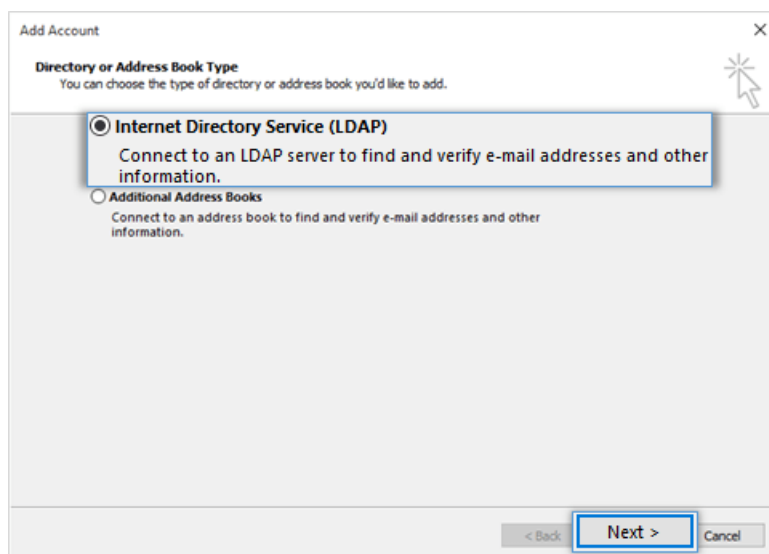 Add Account
Directory or Address Book Type
You can choose the type of directory or address book you'd like to add.
Internet Directory Service (LDAP)
Connect to an LDAP server to find and verify e-mail addresses and other
information.
Additional Address Books
Connect to an address book to find and verify e-mail addresses and other
information.
< Back Next > Cancel